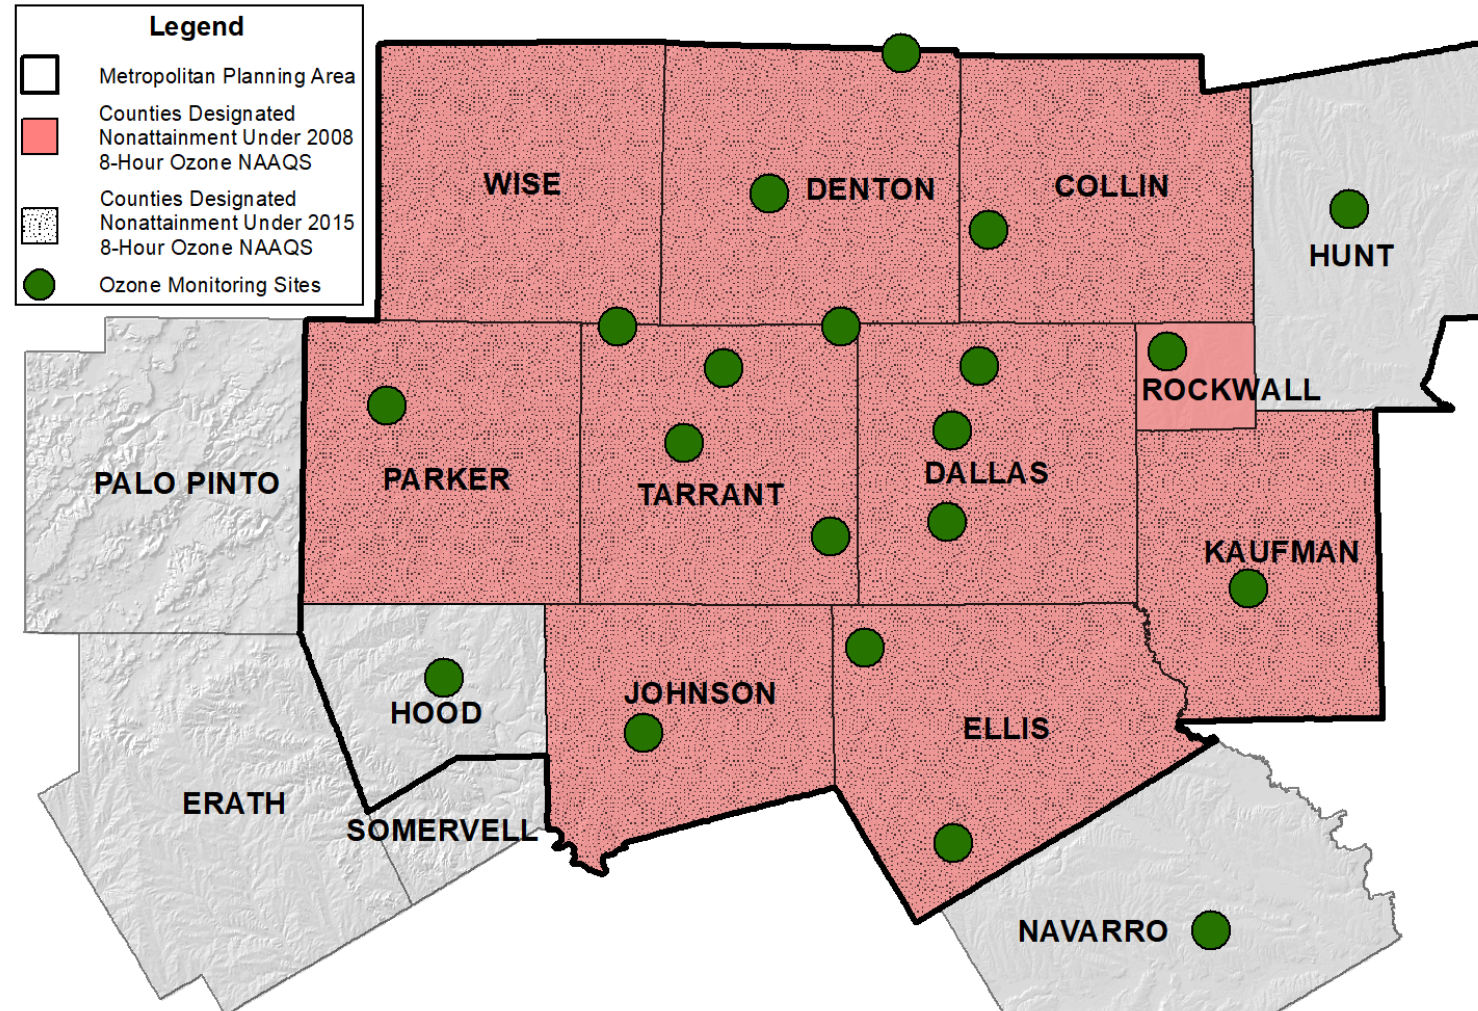 Legend
Metropolitan Planning Area
Counties Designated
Nonattainment Under 2008
8-Hour Ozone NAAQS
Counties Designated
Nonattainment Under 2015
8-Hour Ozone NAAQS
Ozone Monitoring Sites
WISE
DENTON
COLLIN
HUNT
ROCKWALL
PALO PINTO
PARKER
TARRANT
DALLAS
KAUFMAN
HOOD
JOHNSON
ELLIS
ERATH
SOMERVELL
NAVARRO